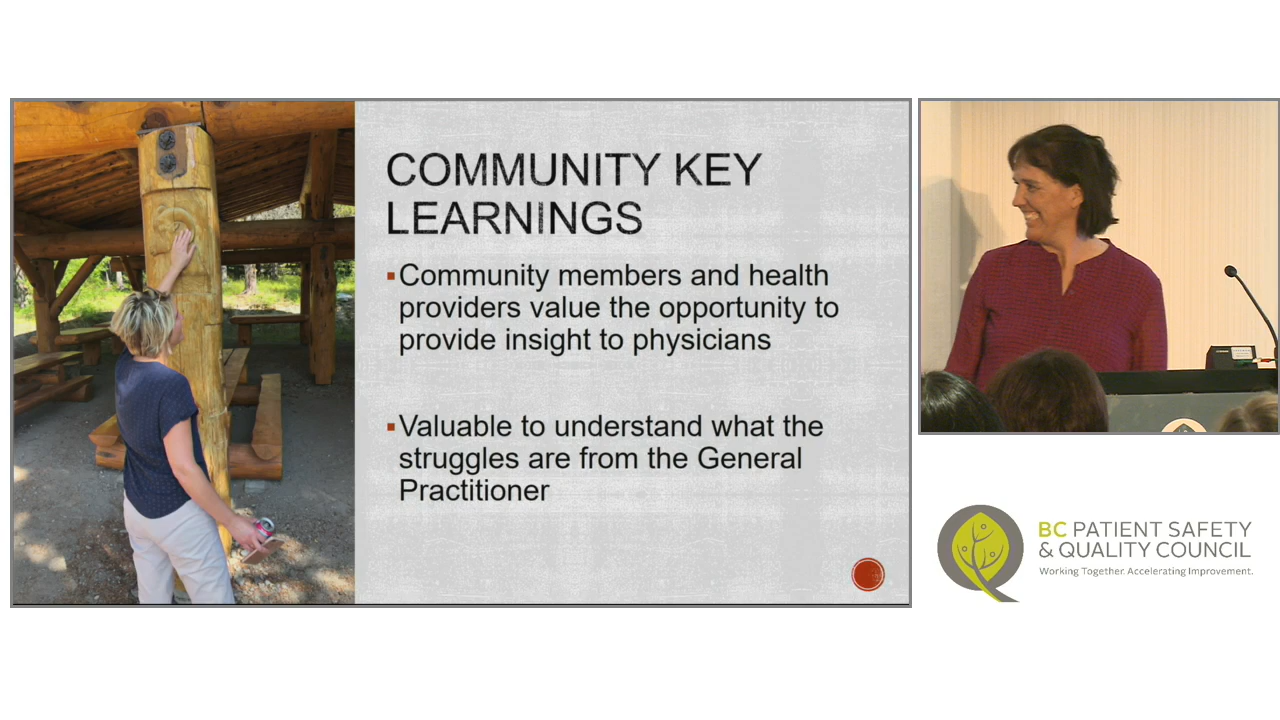 COMMUNITY KEY
LEARNINGS
▪Community members and health
providers value the opportunity to
provide insight to physicians
▪Valuable to understand what the
struggles are from the General
Practitioner
BC PATIENT SAFETY
& QUALITY COUNCIL
Working Together. Accelerating Improvement.